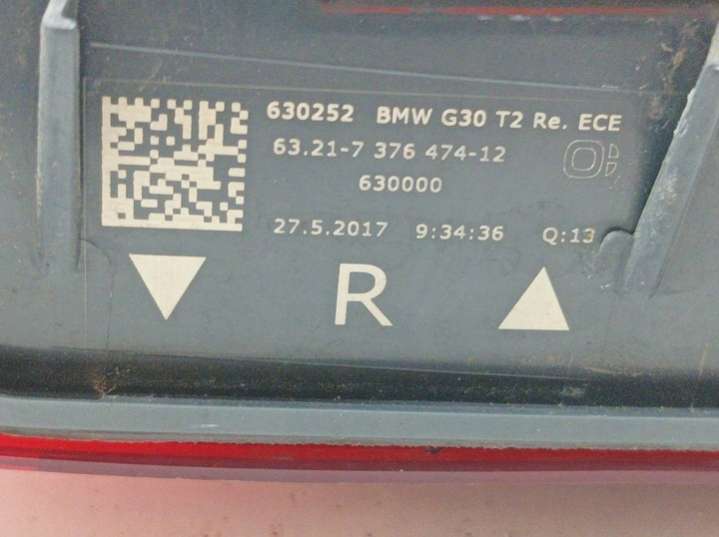 630252 BMW G30 T2 Re. ECE
63.21-7 376 474-12
630000
27.5.2017 9:34:36 Q:13
R